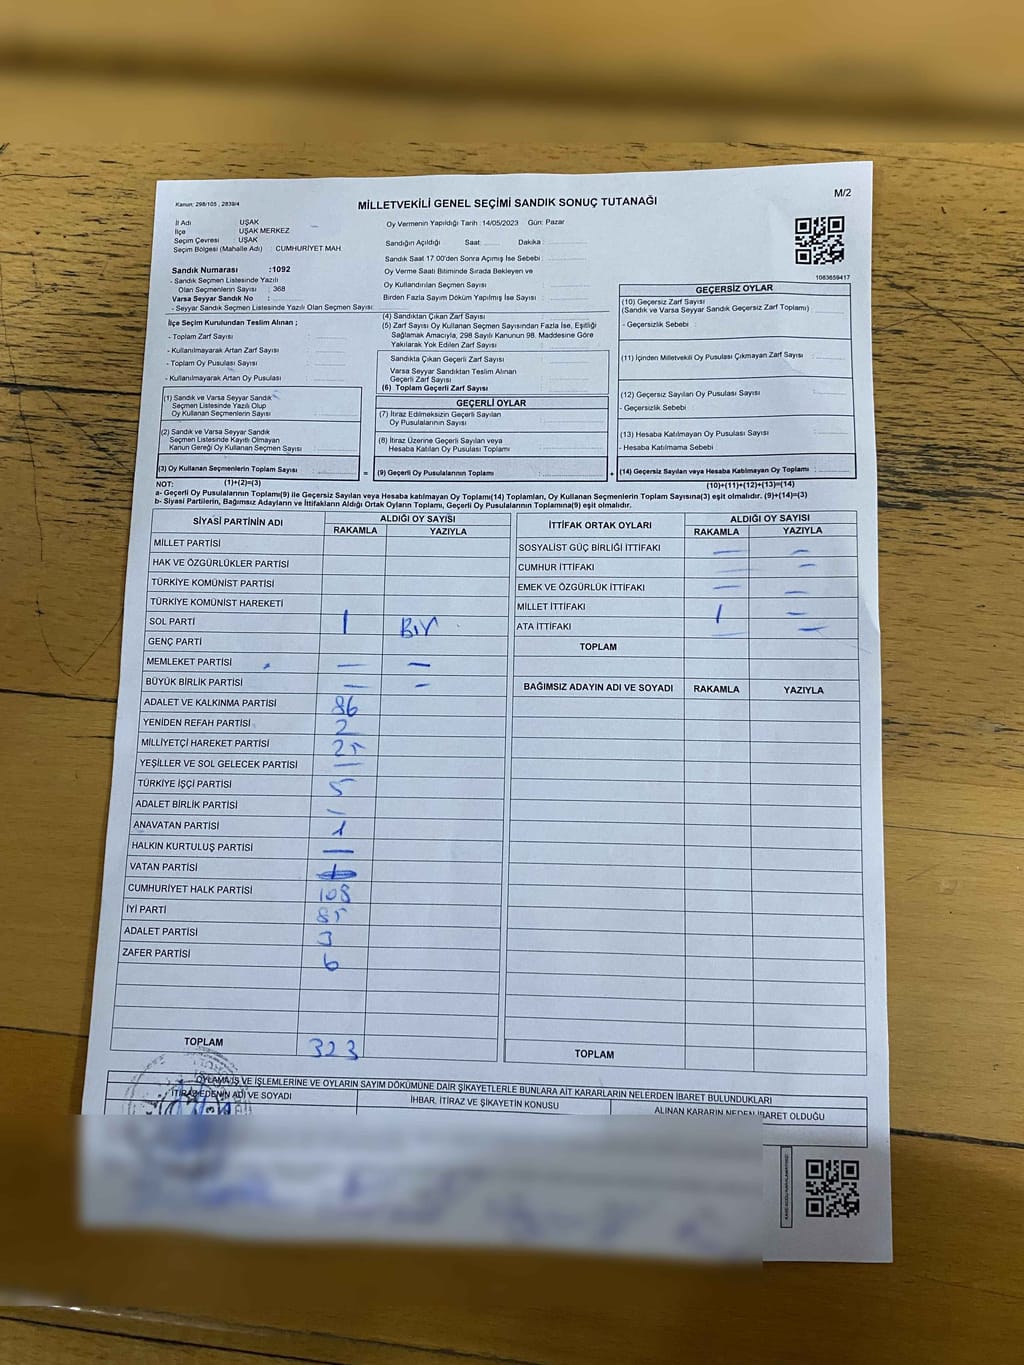 Kanun: 298/105 , 2839/4
MİLLETVEKİLİ GENEL SEÇİMİ SANDIK SONUÇ TUTANAĞI
M/2
İl Adı : UŞAK
İlçe : UŞAK MERKEZ
Seçim Çevresi : UŞAK
Seçim Bölgesi (Mahalle Adı) CUMHURİYET MAH
Sandık Numarası :1092
- Sandık Seçmen Listesinde Yazılı
Olan Seçmenlerin Sayısı : 368
Varsa Seyyar Sandık No :
- Seyyar Sandık Seçmen Listesinde Yazılı Olan Seçmen Sayısı:
Oy Vermenin Yapıldığı Tarih :14/05/2023 Gün: Pazar
Sandığın Açıldığı Saat: Dakika :
Sandık Saat 17.00'den Sonra Açılmış İse Sebebi :
Oy Verme Saati Bitiminde Sırada Bekleyen ve
Oy Kullandırılan Seçmen Sayısı :
Birden Fazla Sayım Döküm Yapılmış İse Sayısı :
1083859417
İlçe Seçim Kurulundan Teslim Alınan ;
- Toplam Zarf Sayısı
- Kullanılmayarak Artan Zarf Sayısı
- Toplam Oy Pusulası Sayısı
- Kullanılmayarak Artan Oy Pusulası
(4) Sandıktan Çıkan Zarf Sayısı
(5) Zarf Sayısı Oy Kullanan Seçmen Sayısından Fazla İse, Eşitliği
Sağlamak Amacıyla, 298 Sayılı Kanunun 98. Maddesine Göre
Yakılarak Yok Edilen Zarf Sayısı
Sandıkta Çıkan Geçerli Zarf Sayısı
Varsa Seyyar Sandıktan Teslim Alınan
Geçerli Zarf Sayısı
(6) Toplam Geçerli Zarf Sayısı
GEÇERSİZ OYLAR
(10) Geçersiz Zarf Sayısı
(Sandık ve Varsa Seyyar Sandık Geçersiz Zarf Toplamı)
- Geçersizlik Sebebi :
(11) İçinden Milletvekili Oy Pusulası Çıkmayan Zarf Sayısı
(12) Geçersiz Sayılan Oy Pusulası Sayısı
- Geçersizlik Sebebi
(13) Hesaba Katılmayan Oy Pusulası Sayısı
- Hesaba Katılmama Sebebi
(14) Geçersiz Sayılan veya Hesaba Katılmayan Oy Toplamı :
(1) Sandık ve Varsa Seyyar Sandık
Seçmen Listesinde Yazılı Olup
Oy Kullanan Seçmenlerin Sayısı
(2) Sandık ve Varsa Seyyar Sandık
Seçmen Listesinde Kayıtlı Olmayan
Kanun Gereği Oy Kullanan Seçmen Sayısı
(3) Oy Kullanan Seçmenlerin Toplam Sayısı
=
GEÇERLİ OYLAR
(7) İtiraz Edilmeksizin Geçerli Sayılan
Oy Pusulalarının Sayısı
(8) İtiraz Üzerine Geçerli Sayılan veya
Hesaba Katılan Oy Pusulası Toplamı
(9) Geçerli Oy Pusulalarının Toplamı
+
NOT: (1)+(2)=(3)
(10)+(11)+(12)+(13)=(14)
a- Geçerli Oy Pusulalarının Toplamı(9) ile Geçersiz Sayılan veya Hesaba katılmayan Oy Toplamı(14) Toplamları, Oy Kullanan Seçmenlerin Toplam Sayısına(3) eşit olmalıdır. (9)+(14)=(3)
b- Siyasi Partilerin, Bağımsız Adayların ve İttifakların Aldığı Ortak Oyların Toplamı, Geçerli Oy Pusulalarının Toplamına(9) eşit olmalıdır.
SİYASİ PARTİNİN ADI ALDIĞI OY SAYISI
RAKAMLA YAZIYLA
MİLLET PARTİSİ
HAK VE ÖZGÜRLÜKLER PARTİSİ
TÜRKİYE KOMÜNİST PARTİSİ
TÜRKİYE KOMÜNİST HAREKETİ
SOL PARTİ 1 Bir
GENÇ PARTİ
MEMLEKET PARTİSİ — —
BÜYÜK BİRLİK PARTİSİ — —
ADALET VE KALKINMA PARTİSİ 86
YENİDEN REFAH PARTİSİ 2
MİLLİYETÇİ HAREKET PARTİSİ 25
YEŞİLLER VE SOL GELECEK PARTİSİ —
TÜRKİYE İŞÇİ PARTİSİ 5
ADALET BİRLİK PARTİSİ —
ANAVATAN PARTİSİ 1
HALKIN KURTULUŞ PARTİSİ —
VATAN PARTİSİ
CUMHURİYET HALK PARTİSİ 108
İYİ PARTİ 85
ADALET PARTİSİ 3
ZAFER PARTİSİ 6
TOPLAM 323
İTTİFAK ORTAK OYLARI ALDIĞI OY SAYISI
RAKAMLA YAZIYLA
SOSYALİST GÜÇ BİRLİĞİ İTTİFAKI — —
CUMHUR İTTİFAKI — —
EMEK VE ÖZGÜRLÜK İTTİFAKI — —
MİLLET İTTİFAKI 1 —
ATA İTTİFAKI — —
TOPLAM
BAĞIMSIZ ADAYIN ADI VE SOYADI RAKAMLA YAZIYLA
TOPLAM
OYLAMA İŞ VE İŞLEMLERİNE VE OYLARIN SAYIM DÖKÜMÜNE DAİR ŞİKAYETLERLE BUNLARA AİT KARARLARIN NELERDEN İBARET BULUNDUKLARI
İTİRAZ EDENİN ADI VE SOYADI
İHBAR, İTİRAZ VE ŞİKAYETİN KONUSU
ALINAN KARARIN NEDEN İBARET OLDUĞU